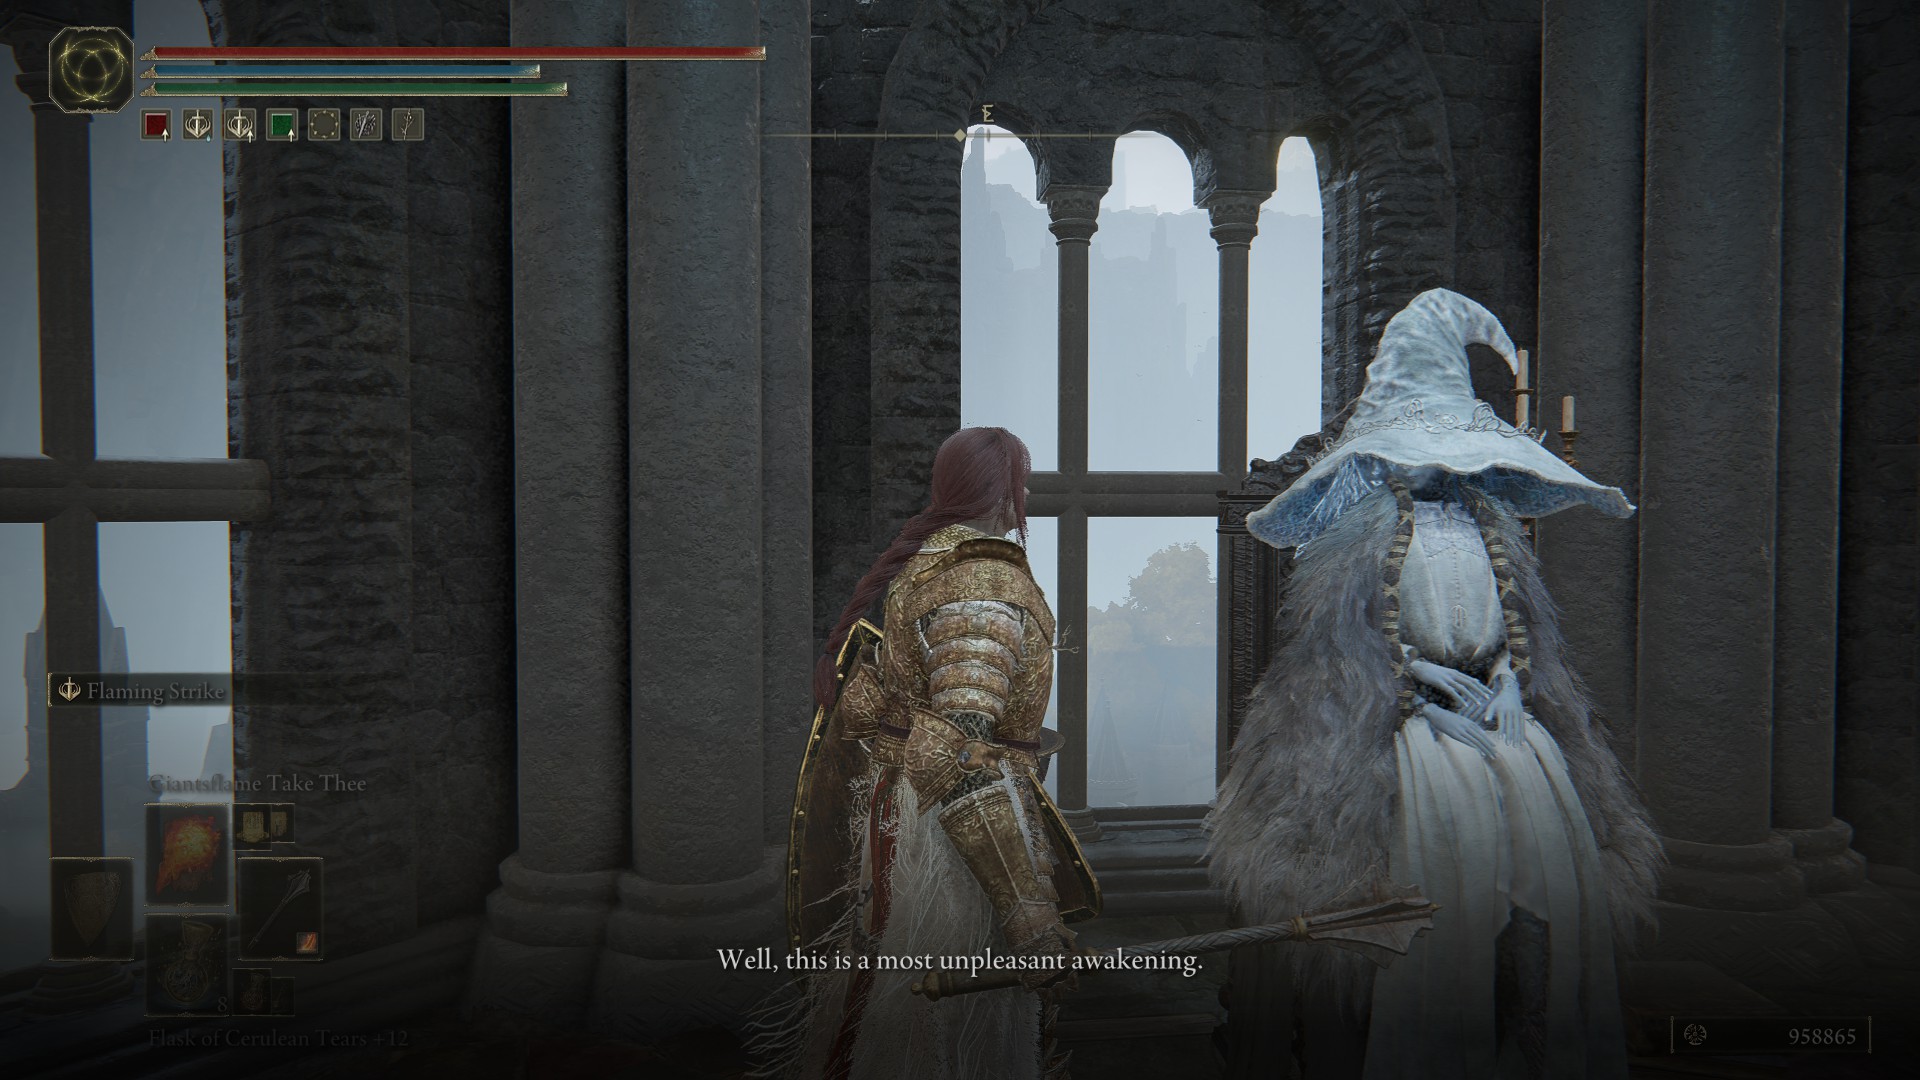 E
Flaming Strike
Giantsflame Take Thee
8
Flask of Cerulean Tears +12
Well, this is a most unpleasant awakening.
958865